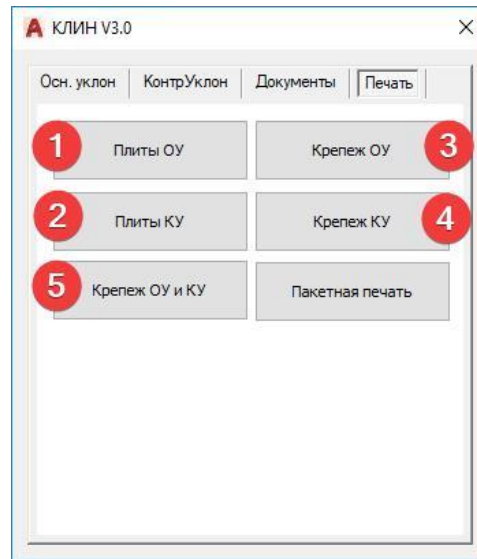 КЛИН V3.0
Осн. уклон КонтрУклон Документы Печать
1 Плиты ОУ Крепеж ОУ 3
2 Плиты КУ Крепеж КУ 4
5 Крепеж ОУ и КУ Пакетная печать